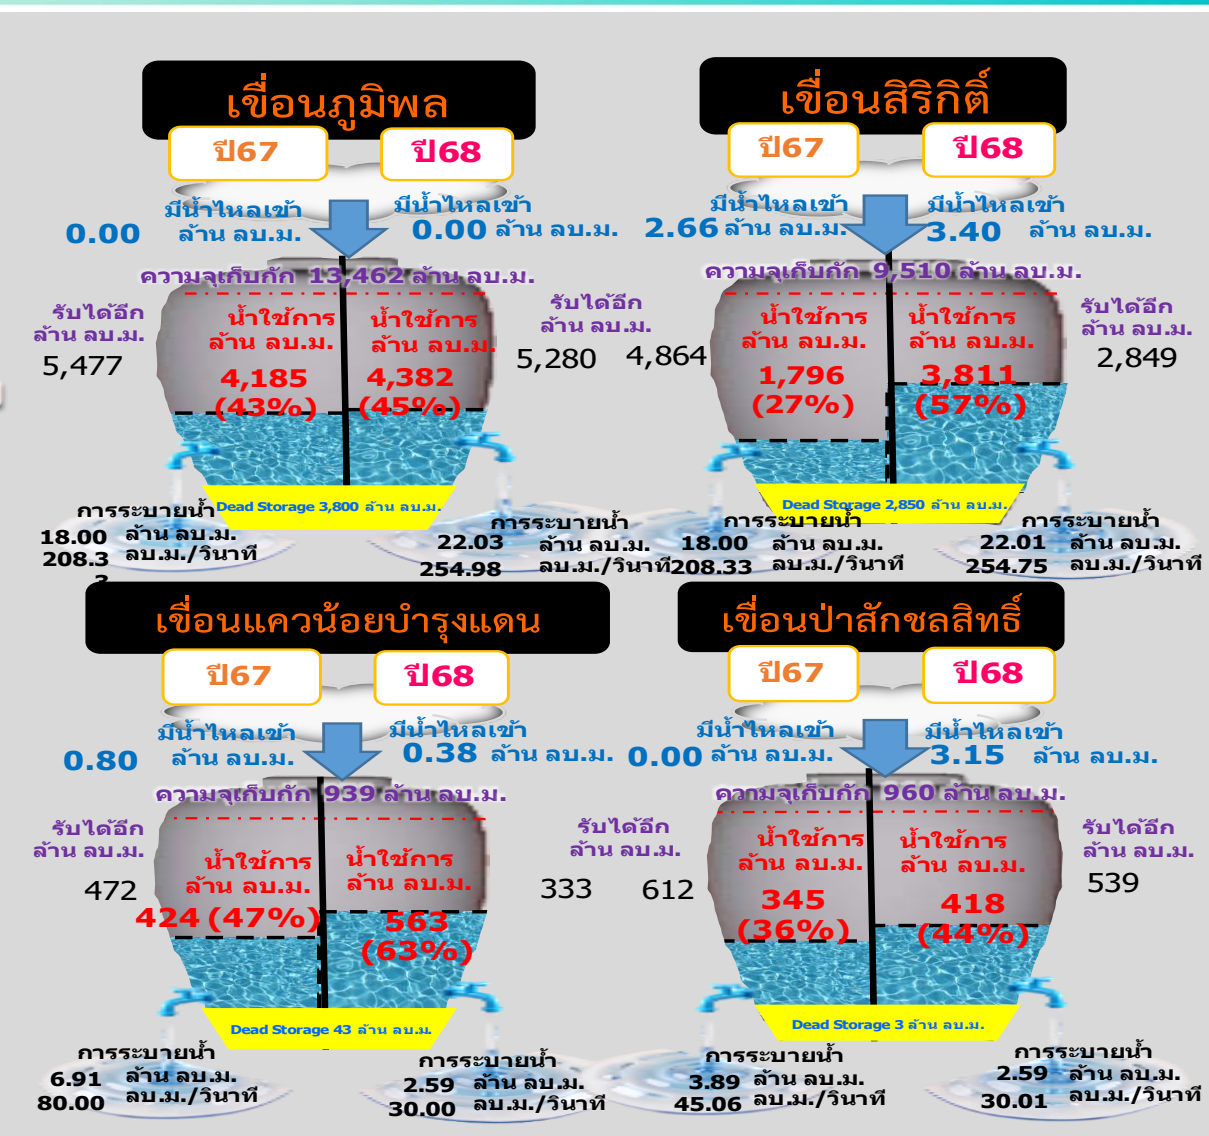 เขื่อนภูมิพล
ปี67
ปี68
มีน้ำไหลเข้า
0.00 ล้าน ลบ.ม.
มีน้ำไหลเข้า
0.00 ล้าน ลบ.ม.
ความจุเก็บกัก 13,462 ล้าน ลบ.ม.
รับได้อีก
ล้าน ลบ.ม.
5,477
น้ำใช้การ
ล้าน ลบ.ม.
4,185
(43%)
น้ำใช้การ
ล้าน ลบ.ม.
4,382
(45%)
รับได้อีก
ล้าน ลบ.ม.
5,280
Dead Storage 3,800 ล้าน ลบ.ม.
การระบายน้ำ
18.00 ล้าน ลบ.ม.
208.3 ลบ.ม./วินาที
3
การระบายน้ำ
22.03 ล้าน ลบ.ม.
254.98 ลบ.ม./วินาที
เขื่อนสิริกิติ์
ปี67
ปี68
มีน้ำไหลเข้า
2.66 ล้าน ลบ.ม.
มีน้ำไหลเข้า
3.40 ล้าน ลบ.ม.
ความจุเก็บกัก 9,510 ล้าน ลบ.ม.
4,864
น้ำใช้การ
ล้าน ลบ.ม.
1,796
(27%)
น้ำใช้การ
ล้าน ลบ.ม.
3,811
(57%)
รับได้อีก
ล้าน ลบ.ม.
2,849
Dead Storage 2,850 ล้าน ลบ.ม.
การระบายน้ำ
18.00 ล้าน ลบ.ม.
208.33 ลบ.ม./วินาที
การระบายน้ำ
22.01 ล้าน ลบ.ม.
254.75 ลบ.ม./วินาที
เขื่อนแควน้อยบำรุงแดน
ปี67
ปี68
มีน้ำไหลเข้า
0.80 ล้าน ลบ.ม.
มีน้ำไหลเข้า
0.38 ล้าน ลบ.ม.
ความจุเก็บกัก 939 ล้าน ลบ.ม.
รับได้อีก
ล้าน ลบ.ม.
472
น้ำใช้การ
ล้าน ลบ.ม.
424 (47%)
น้ำใช้การ
ล้าน ลบ.ม.
563
(63%)
รับได้อีก
ล้าน ลบ.ม.
333
Dead Storage 43 ล้าน ลบ.ม.
การระบายน้ำ
6.91 ล้าน ลบ.ม.
80.00 ลบ.ม./วินาที
การระบายน้ำ
2.59 ล้าน ลบ.ม.
30.00 ลบ.ม./วินาที
เขื่อนป่าสักชลสิทธิ์
ปี67
ปี68
มีน้ำไหลเข้า
0.00 ล้าน ลบ.ม.
มีน้ำไหลเข้า
3.15 ล้าน ลบ.ม.
ความจุเก็บกัก 960 ล้าน ลบ.ม.
612
น้ำใช้การ
ล้าน ลบ.ม.
345
(36%)
น้ำใช้การ
ล้าน ลบ.ม.
418
(44%)
รับได้อีก
ล้าน ลบ.ม.
539
Dead Storage 3 ล้าน ลบ.ม.
การระบายน้ำ
3.89 ล้าน ลบ.ม.
45.06 ลบ.ม./วินาที
การระบายน้ำ
2.59 ล้าน ลบ.ม.
30.01 ลบ.ม./วินาที